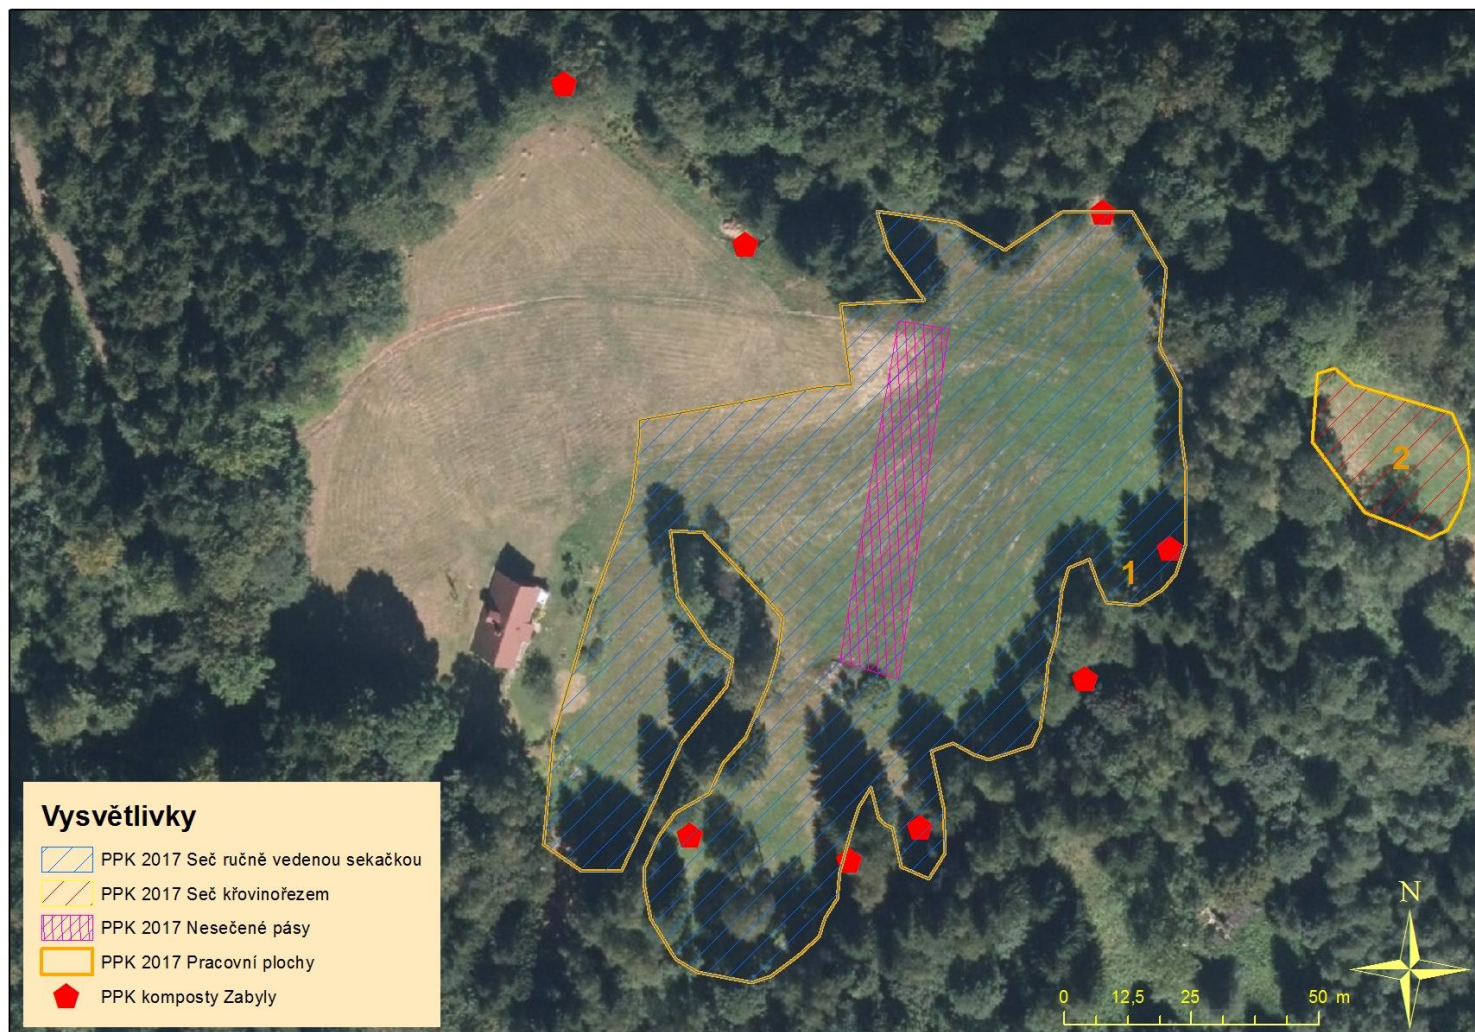 2
1
Vysvětlivky
PPK 2017 Seč ručně vedenou sekačkou
PPK 2017 Seč křovinořezem
PPK 2017 Nesečené pásy
PPK 2017 Pracovní plochy
PPK komposty Zabyly
N
0 12,5 25 50 m